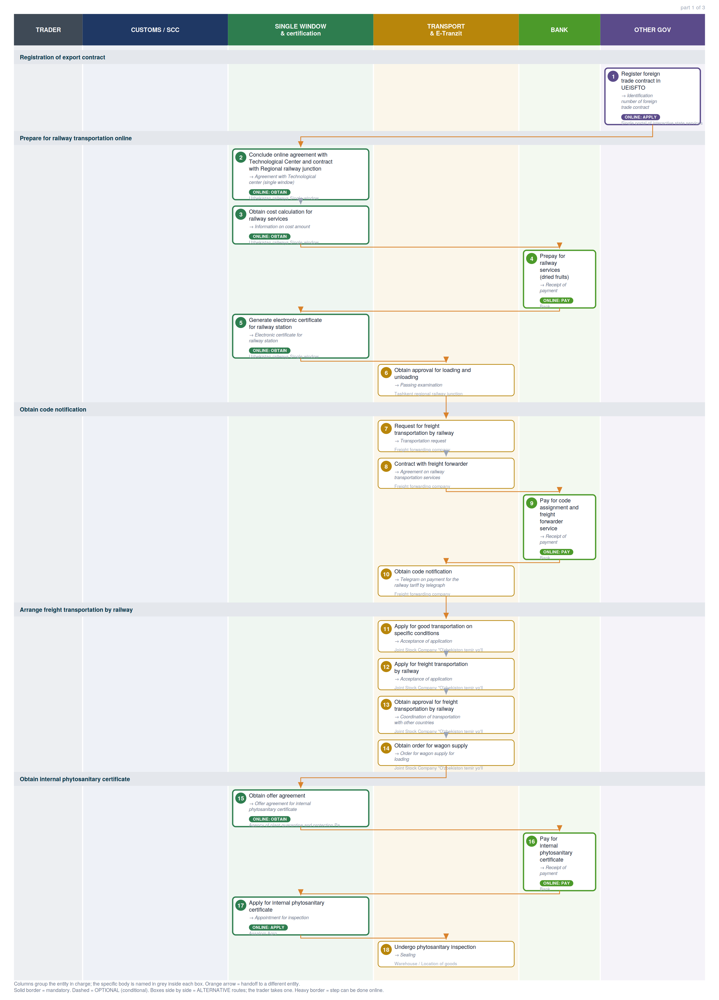 part 1 of 3
TRADER
CUSTOMS / SCC
SINGLE WINDOW
& certification
TRANSPORT
& E-Tranzit
BANK
OTHER GOV
Registration of export contract
1
Register foreign
trade contract in
UEISFTO
→ Identification
number of foreign
trade contract
ONLINE: APPLY
Single portal of interactive state services
Prepare for railway transportation online
2
Conclude online agreement with
Technological Center and contract
with Regional railway junction
→ Agreement with Technological
center (single window)
ONLINE: OBTAIN
Uzbekistan railways Single window
3
Obtain cost calculation for
railway services
→ Information on cost amount
ONLINE: OBTAIN
Uzbekistan railways Single window
4
Prepay for
railway
services
(dried fruits)
→ Receipt of
payment
ONLINE: PAY
Bank
5
Generate electronic certificate
for railway station
→ Electronic certificate for
railway station
ONLINE: OBTAIN
Uzbekistan railways Single window
6
Obtain approval for loading and
unloading
→ Passing examination
Tashkent regional railway junction
Obtain code notification
7
Request for freight
transportation by railway
→ Transportation request
Freight forwarding company
8
Contract with freight forwarder
→ Agreement on railway
transportation services
Freight forwarding company
9
Pay for code
assignment and
freight
forwarder
service
→ Receipt of
payment
ONLINE: PAY
Bank
10
Obtain code notification
→ Telegram on payment for the
railway tariff by telegraph
Freight forwarding company
Arrange freight transportation by railway
11
Apply for good transportation on
specific conditions
→ Acceptance of application
Joint Stock Company "O'zbekiston temir yo'll
12
Apply for freight transportation
by railway
→ Acceptance of application
Joint Stock Company "O'zbekiston temir yo'll
13
Obtain approval for freight
transportation by railway
→ Coordination of transportation
with other countries
Joint Stock Company "O'zbekiston temir yo'll
14
Obtain order for wagon supply
→ Order for wagon supply for
loading
Joint Stock Company "O'zbekiston temir yo'll
Obtain internal phytosanitary certificate
15
Obtain offer agreement
→ Offer agreement for internal
phytosanitary certificate
ONLINE: OBTAIN
Agency of plant quarantine and protection Pe
16
Pay for
internal
phytosanitary
certificate
→ Receipt of
payment
ONLINE: PAY
Bank
17
Apply for internal phytosanitary
certificate
→ Appointment for inspection
ONLINE: APPLY
Assalom Agro
18
Undergo phytosanitary inspection
→ Sealing
Warehouse / Location of goods
Columns group the entity in charge; the specific body is named in grey inside each box. Orange arrow = handoff to a different entity.
Solid border = mandatory. Dashed = OPTIONAL (conditional). Boxes side by side = ALTERNATIVE routes; the trader takes one. Heavy border = step can be done online.